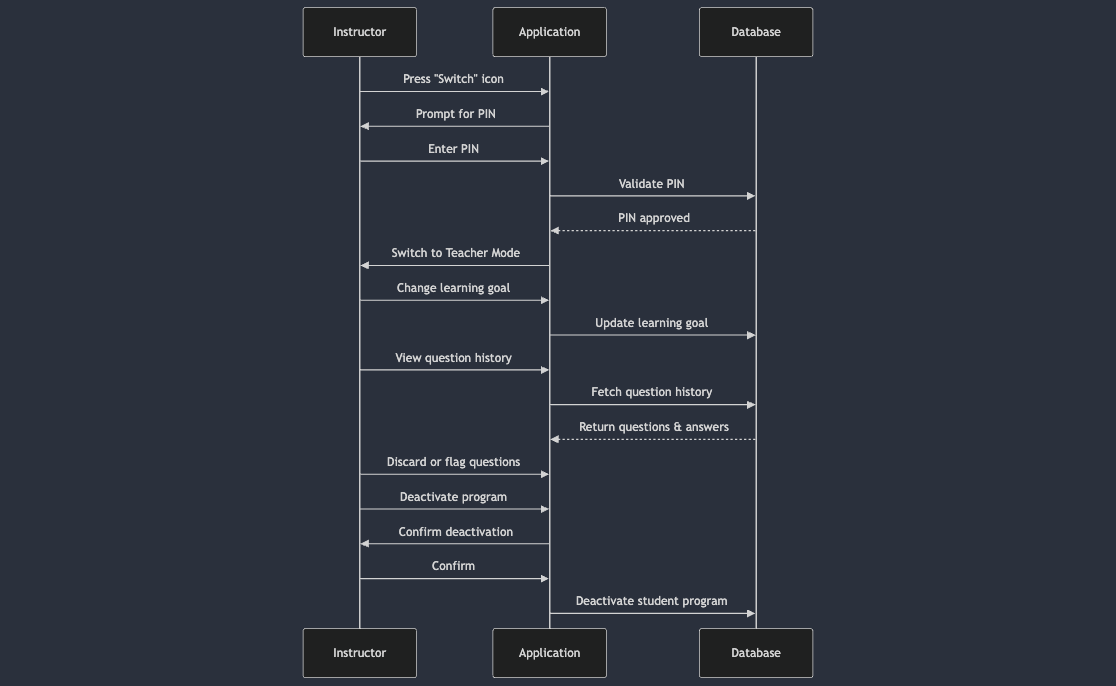 Instructor
Application
Database
Press "Switch" icon
Prompt for PIN
Enter PIN
Validate PIN
PIN approved
Switch to Teacher Mode
Change learning goal
Update learning goal
View question history
Fetch question history
Return questions & answers
Discard or flag questions
Deactivate program
Confirm deactivation
Confirm
Deactivate student program
Instructor
Application
Database